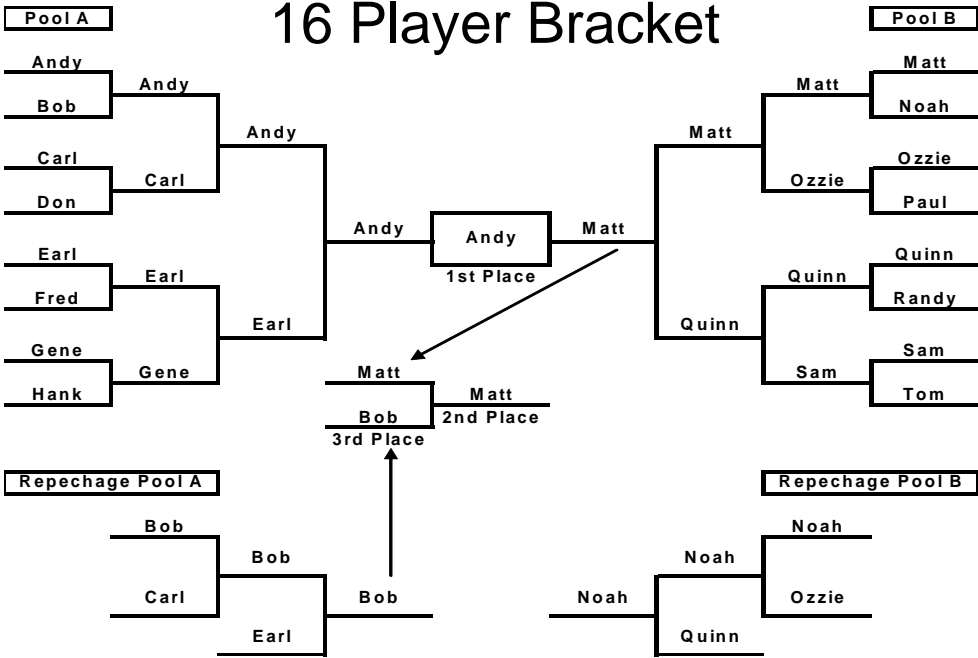 16 Player Bracket
Pool A
Pool B
Andy
Bob
Carl
Don
Earl
Fred
Gene
Hank
Andy
Carl
Earl
Gene
Andy
Earl
Andy
Andy
1st Place
Matt
Matt
Quinn
Matt
Ozzie
Quinn
Sam
Matt
Noah
Ozzie
Paul
Quinn
Randy
Sam
Tom
Matt
Bob
3rd Place
Matt
2nd Place
Repechage Pool A
Repechage Pool B
Bob
Carl
Bob
Earl
Bob
Noah
Noah
Quinn
Noah
Ozzie